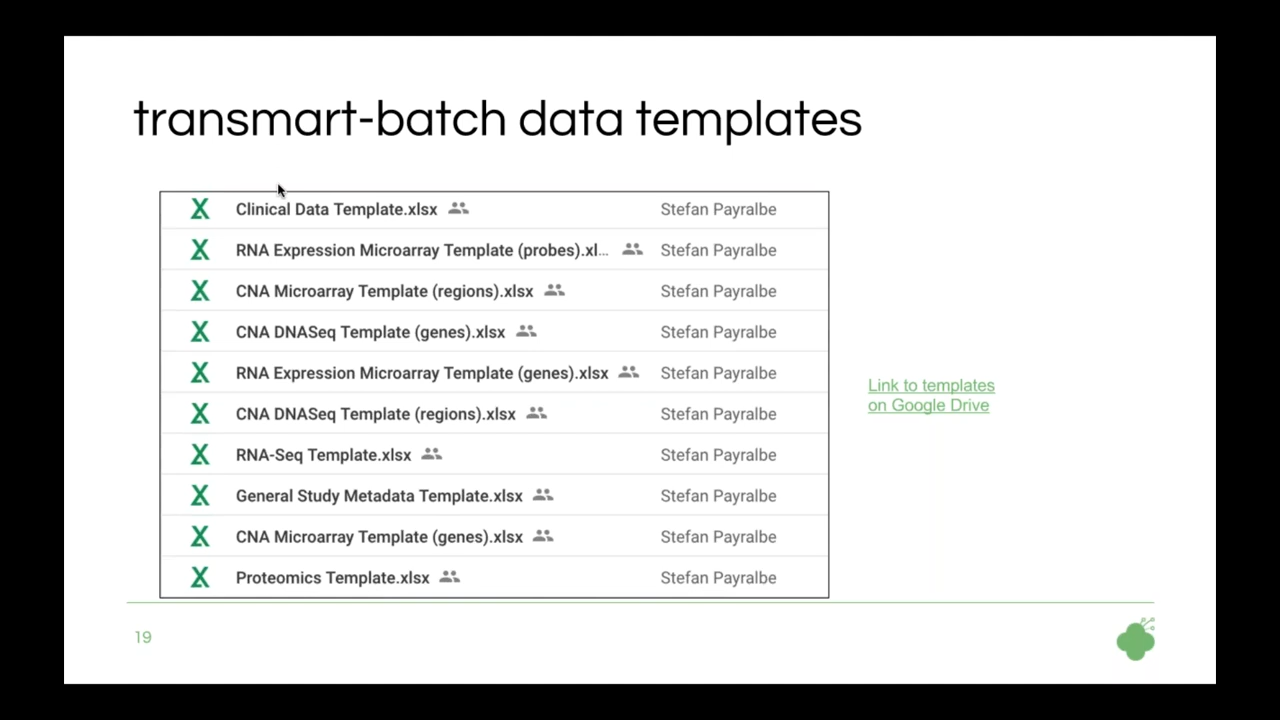 transmart-batch data templates
Clinical Data Template.xlsx Stefan Payralbe
RNA Expression Microarray Template (probes).xl... Stefan Payralbe
CNA Microarray Template (regions).xlsx Stefan Payralbe
CNA DNASeq Template (genes).xlsx Stefan Payralbe
RNA Expression Microarray Template (genes).xlsx Stefan Payralbe
CNA DNASeq Template (regions).xlsx Stefan Payralbe
RNA-Seq Template.xlsx Stefan Payralbe
General Study Metadata Template.xlsx Stefan Payralbe
CNA Microarray Template (genes).xlsx Stefan Payralbe
Proteomics Template.xlsx Stefan Payralbe
Link to templates
on Google Drive
19